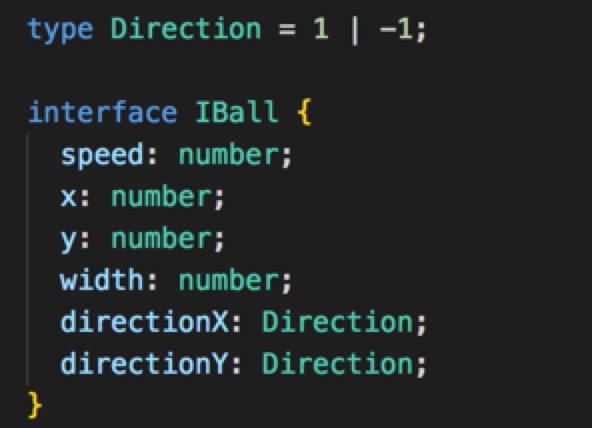 type Direction = 1 | -1;
interface IBall {
speed: number;
x: number;
y: number;
width: number;
directionX: Direction;
directionY: Direction;
}